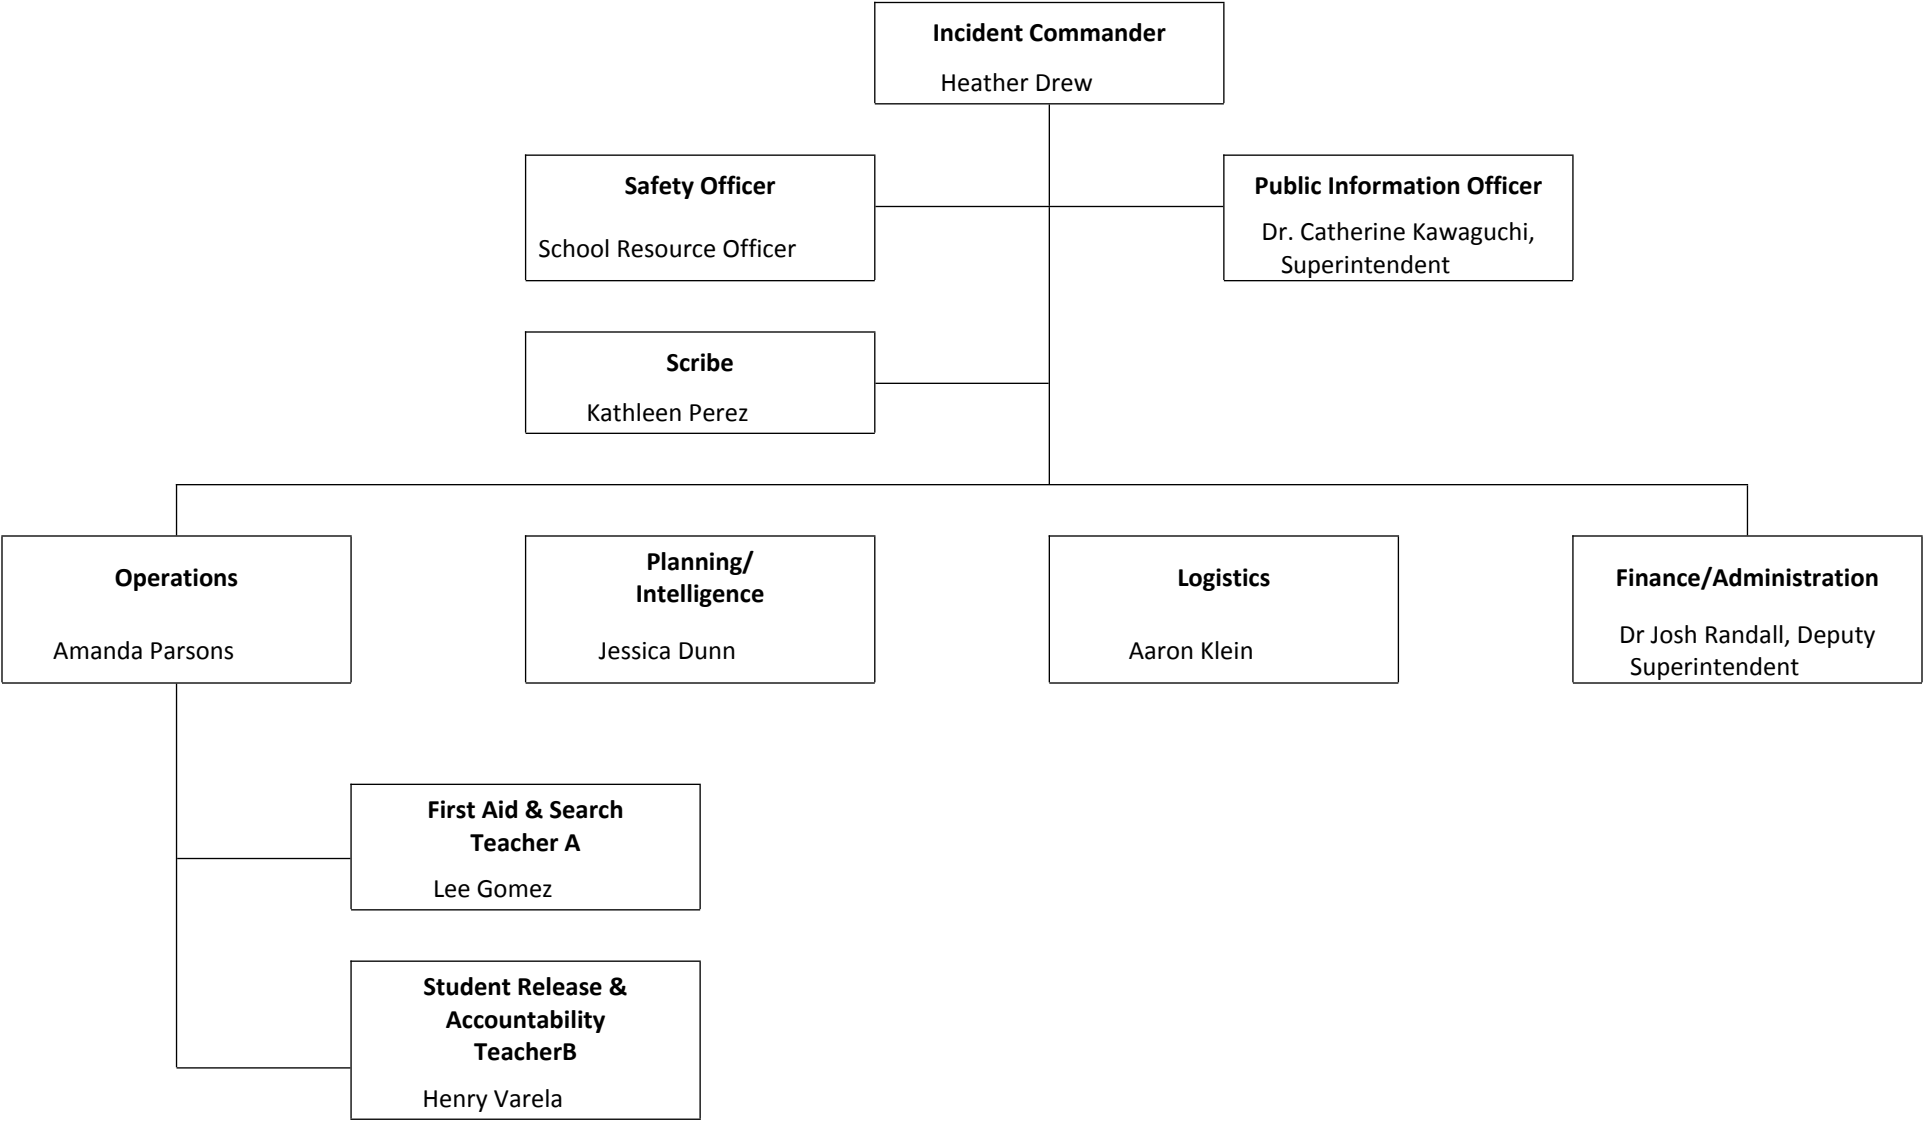 Incident Commander
Heather Drew
Safety Officer
School Resource Officer
Public Information Officer
Dr. Catherine Kawaguchi,
Superintendent
Scribe
Kathleen Perez
Operations
Amanda Parsons
Planning/
Intelligence
Jessica Dunn
Logistics
Aaron Klein
Finance/Administration
Dr Josh Randall, Deputy
Superintendent
First Aid & Search
Teacher A
Lee Gomez
Student Release &
Accountability
TeacherB
Henry Varela